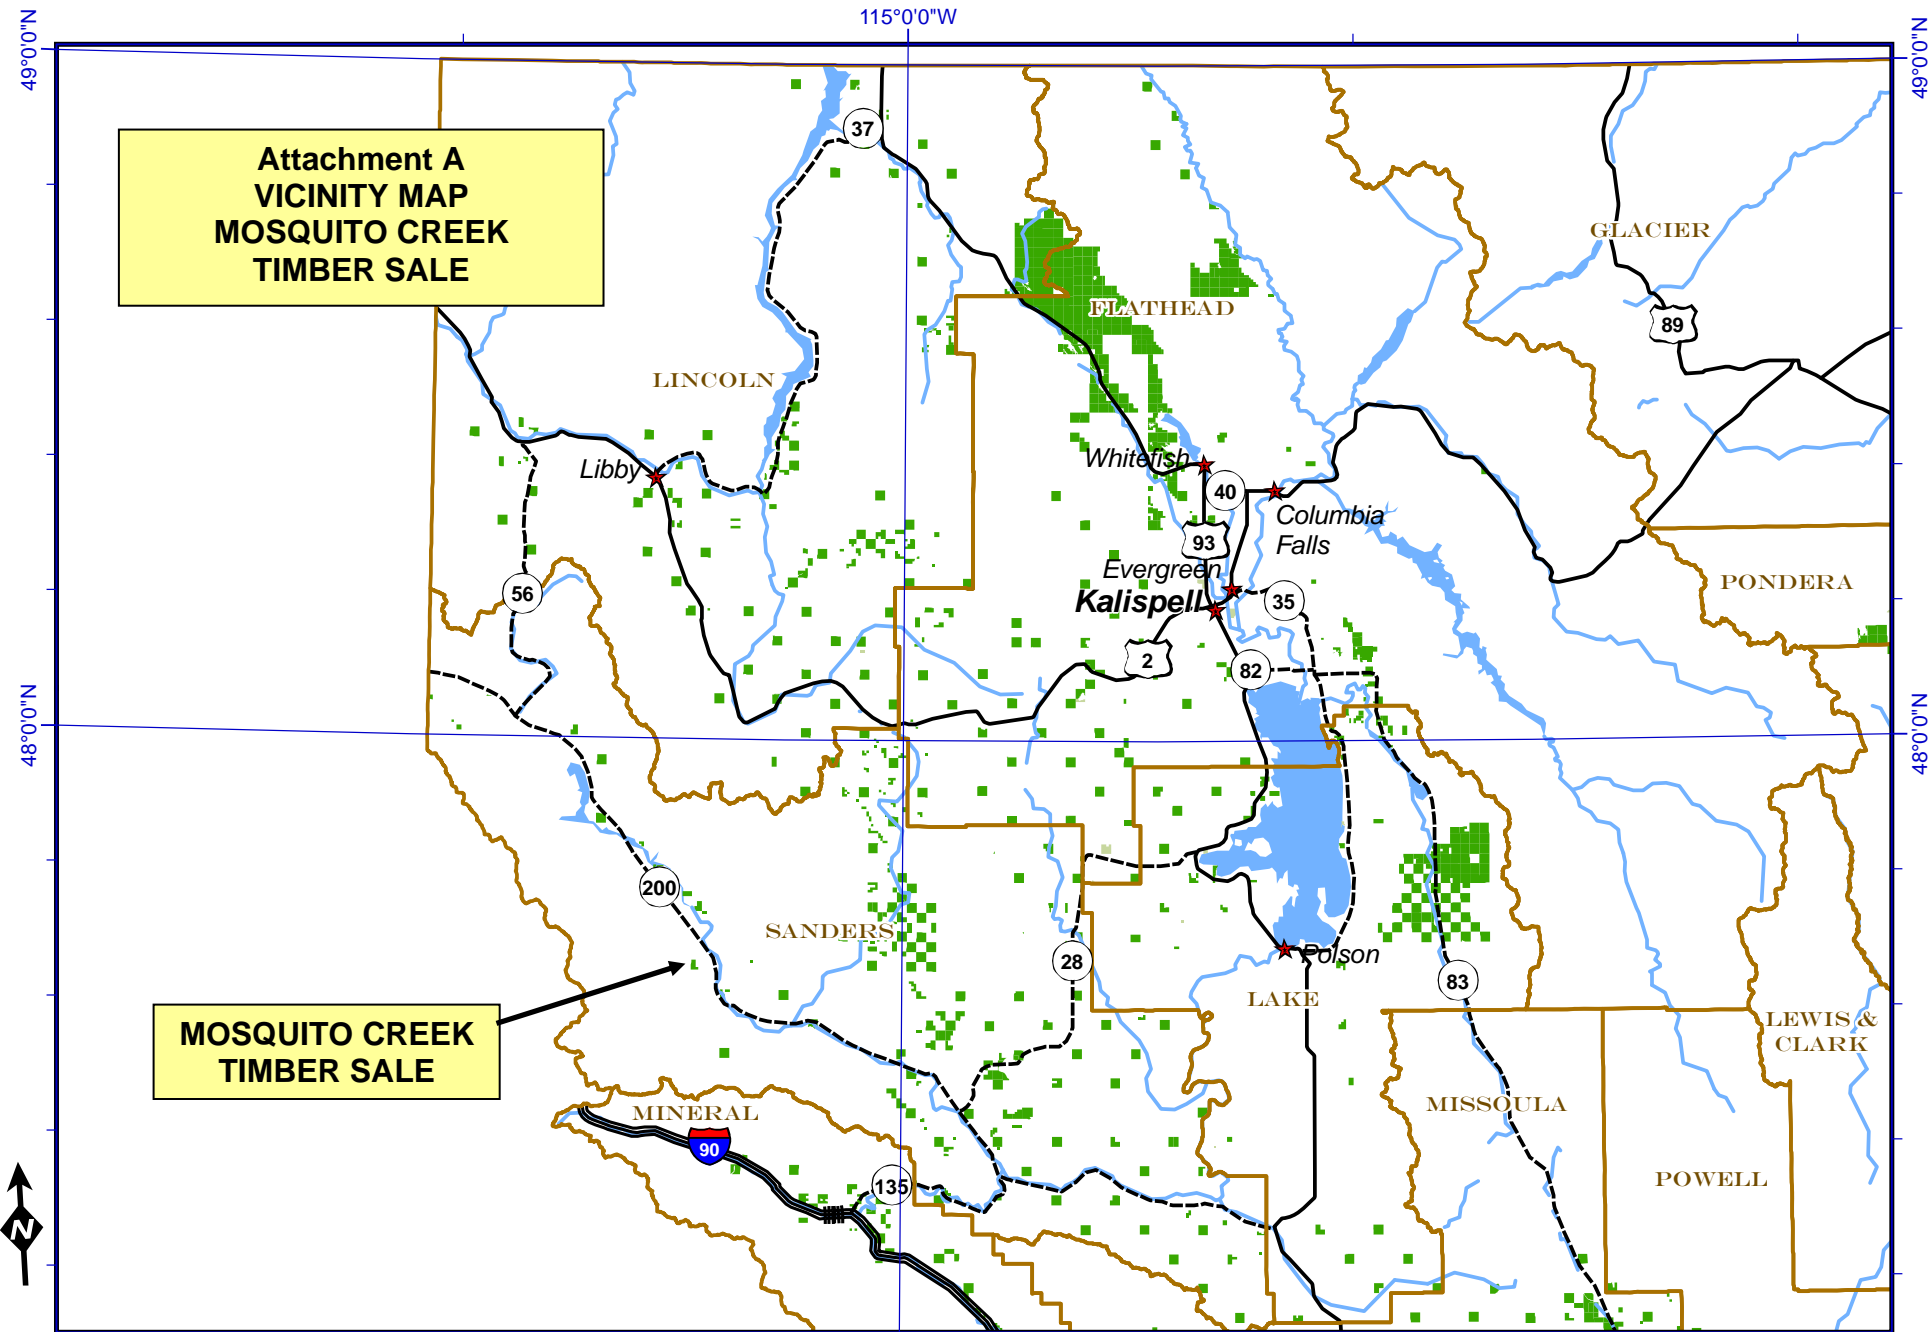 115°0'0"W
49°0'0"N
49°0'0"N
37
Attachment A
VICINITY MAP
MOSQUITO CREEK
TIMBER SALE
GLACIER
FLATHEAD
89
LINCOLN
Whitefish
Libby
40
Columbia
Falls
93
Evergreen
56
Kalispell
35
PONDERA
2
82
48°0'0"N
48°0'0"N
200
SANDERS
28
Polson
83
LAKE
MOSQUITO CREEK
TIMBER SALE
LEWIS &
CLARK
MINERAL
MISSOULA
90
135
POWELL
N